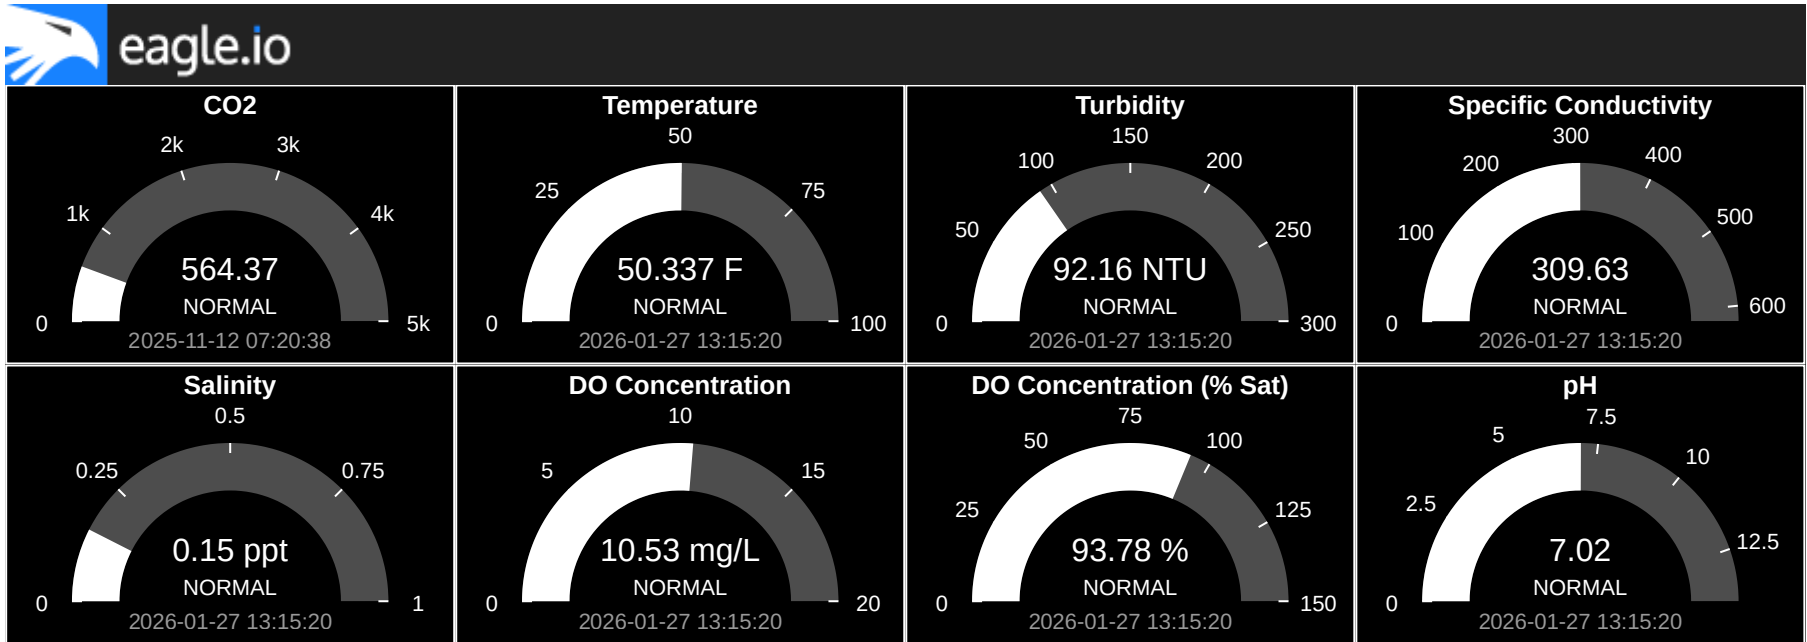 eagle.io
CO2
0
1k
2k
3k
4k
5k
564.37
NORMAL
2025-11-12 07:20:38
Temperature
0
25
50
75
100
50.337 F
NORMAL
2026-01-27 13:15:20
Turbidity
0
50
100
150
200
250
300
92.16 NTU
NORMAL
2026-01-27 13:15:20
Specific Conductivity
0
100
200
300
400
500
600
309.63
NORMAL
2026-01-27 13:15:20
Salinity
0
0.25
0.5
0.75
1
0.15 ppt
NORMAL
2026-01-27 13:15:20
DO Concentration
0
5
10
15
20
10.53 mg/L
NORMAL
2026-01-27 13:15:20
DO Concentration (% Sat)
0
25
50
75
100
125
150
93.78 %
NORMAL
2026-01-27 13:15:20
pH
0
2.5
5
7.5
10
12.5
7.02
NORMAL
2026-01-27 13:15:20